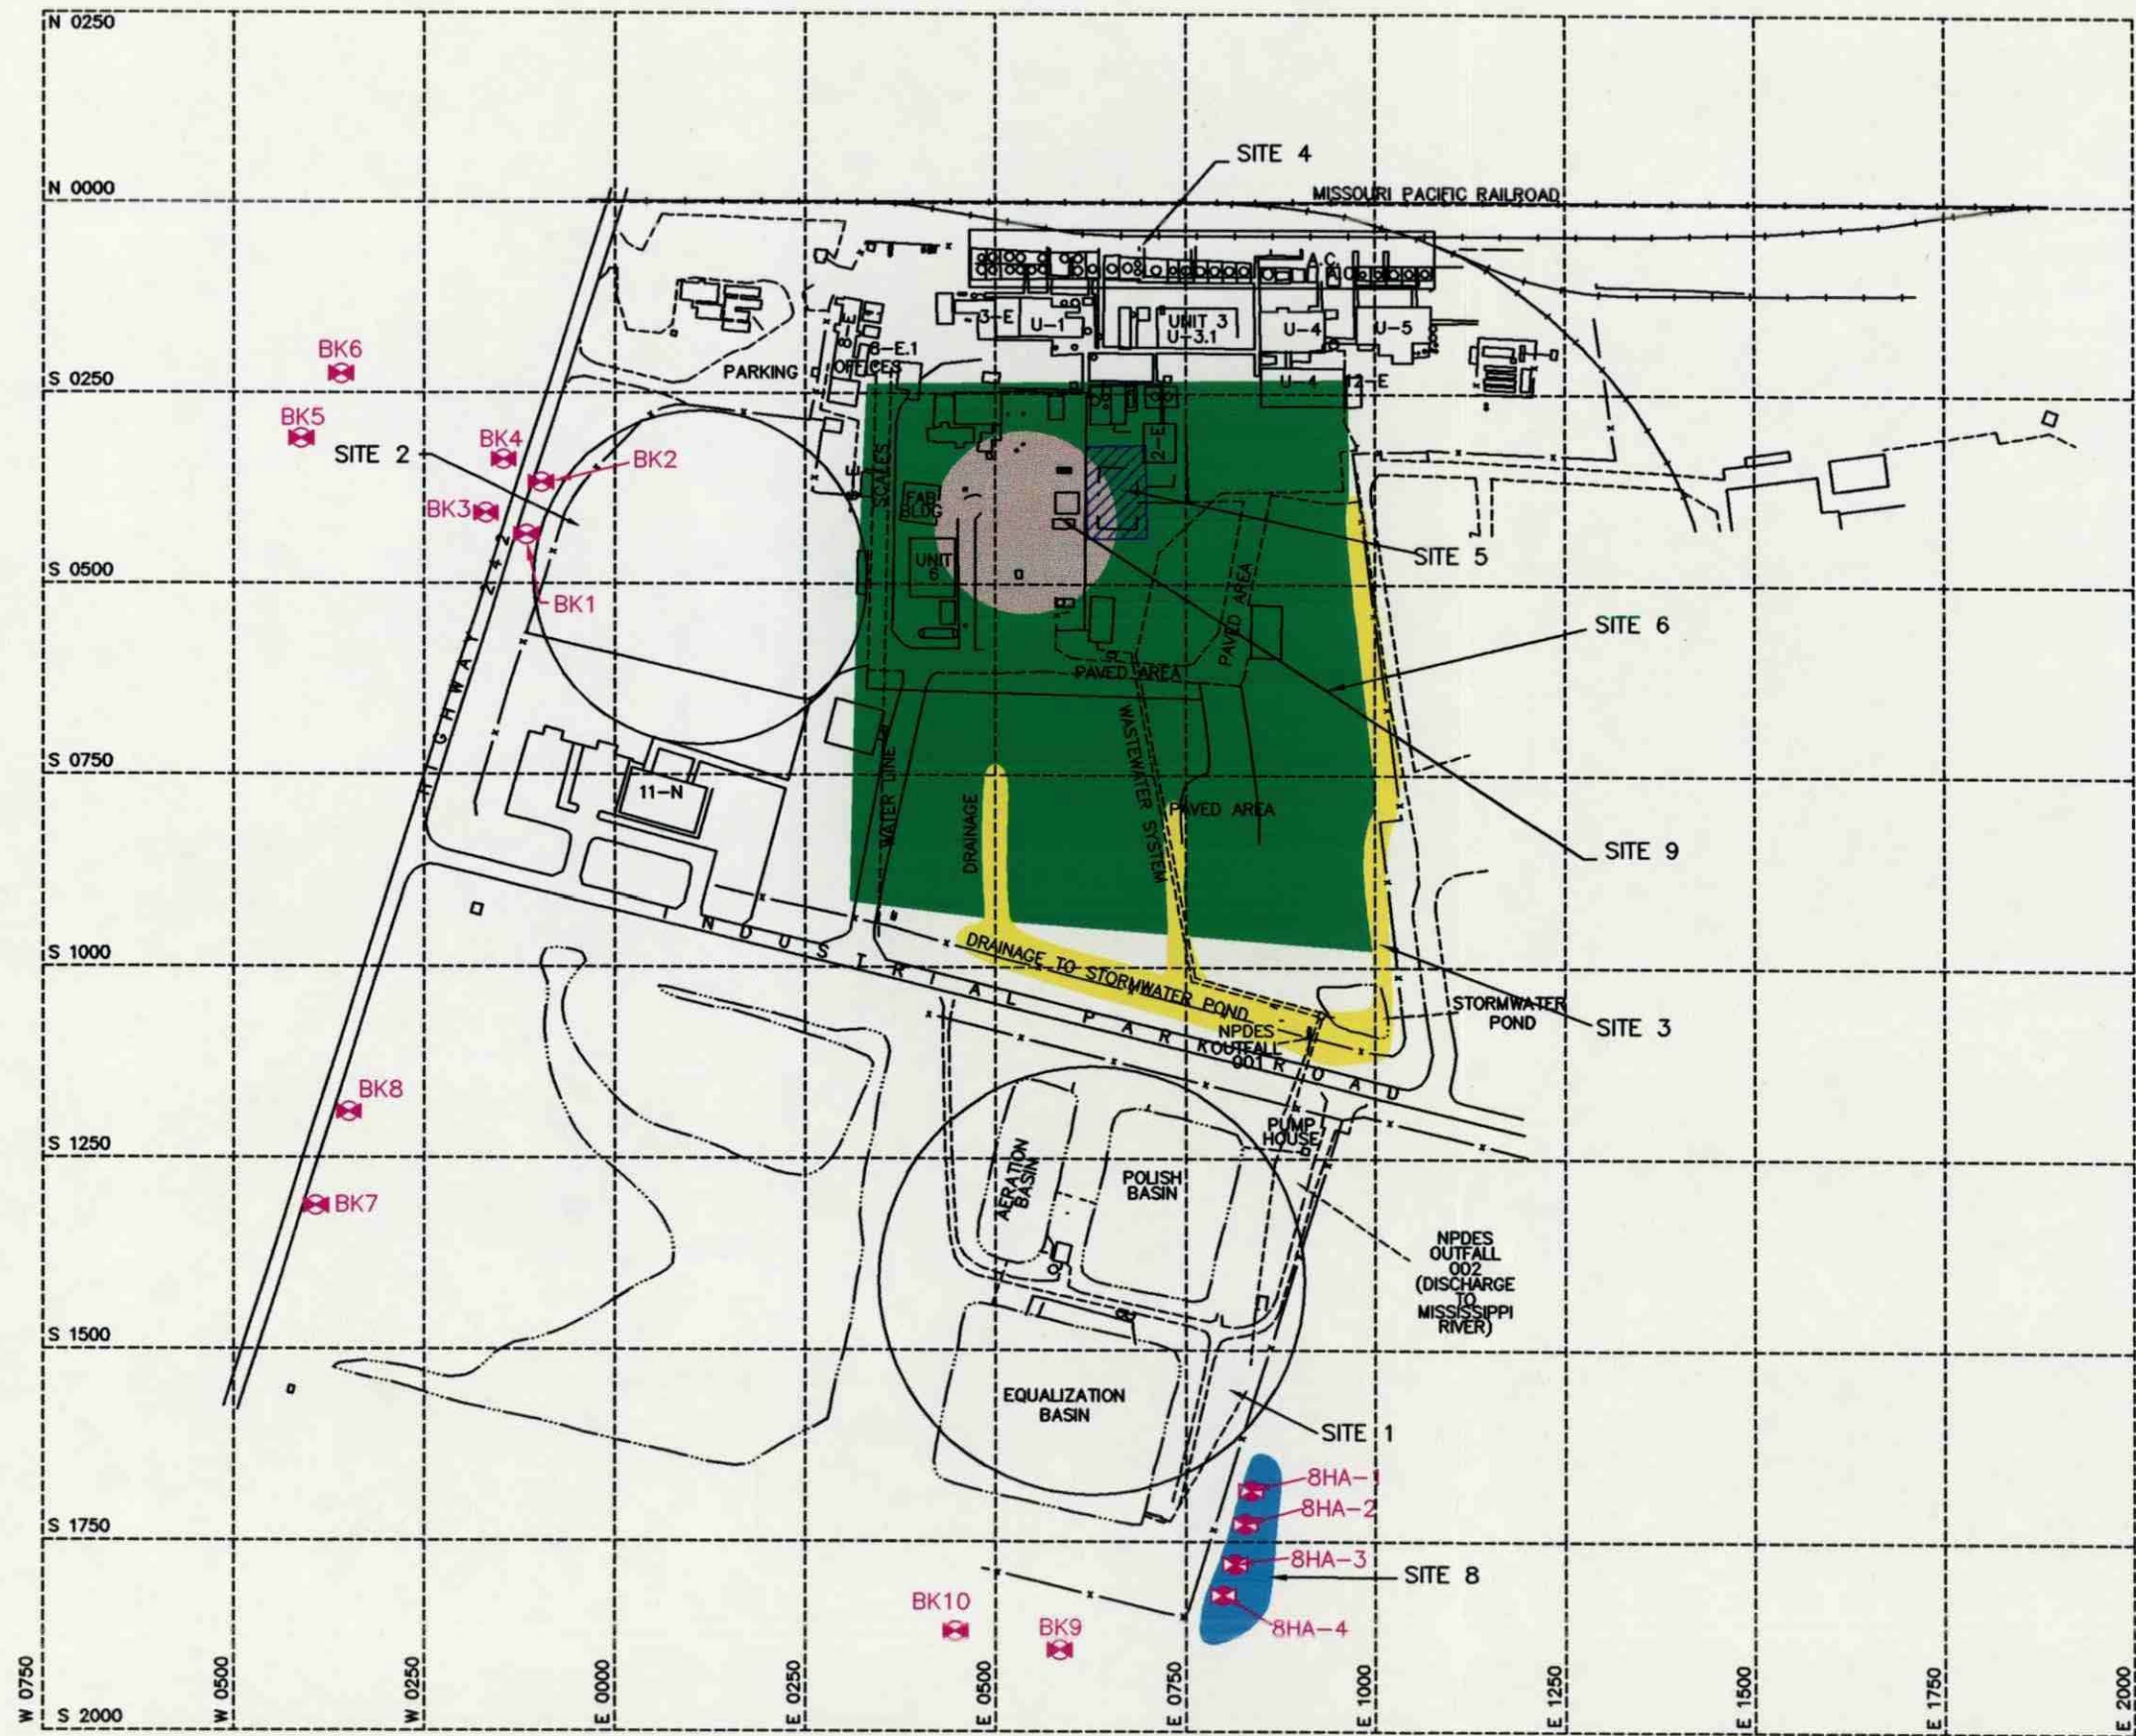 N 0250
SITE 4
N 0000
MISSOURI PACIFIC RAILROAD
A.C.
3-E
U-1
UNIT 3
U-3.1
U-4
U-5
8-E
8-E.1
OFFICES
PARKING
BK6
S 0250
U-4
12-E
BK5
SITE 2
BK4
BK2
BK3
SCALES
2-E
FAB
BLDG
SITE 5
UNIT
6
S 0500
BK1
HIGHWAY 242
PAVED AREA
SITE 6
PAVED AREA
WASTEWATER SYSTEM
WATER LINE
S 0750
11-N
DRAINAGE
PAVED AREA
SITE 9
S 1000
INDUSTRIAL PARK ROAD
DRAINAGE TO STORMWATER POND
NPDES
OUTFALL
001
STORMWATER
POND
SITE 3
BK8
PUMP
HOUSE
S 1250
AERATION
BASIN
POLISH
BASIN
BK7
NPDES
OUTFALL
002
(DISCHARGE
TO
MISSISSIPPI
RIVER)
S 1500
EQUALIZATION
BASIN
SITE 1
8HA-1
8HA-2
S 1750
8HA-3
SITE 8
BK10
BK9
8HA-4
S 2000
W 0750
W 0500
W 0250
E 0000
E 0250
E 0500
E 0750
E 1000
E 1250
E 1500
E 1750
E 2000